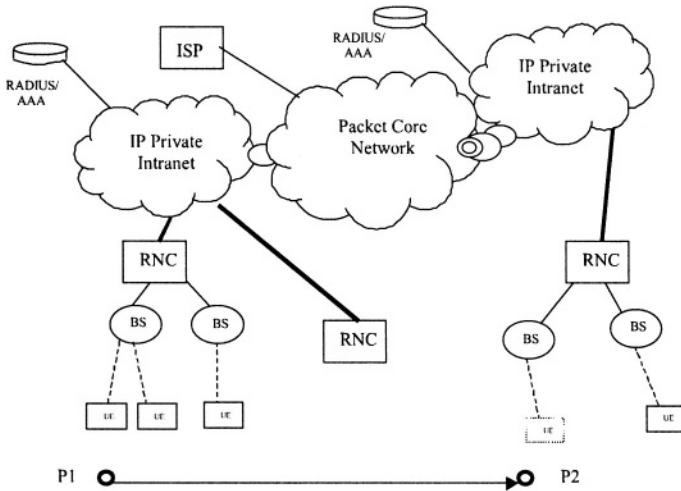 RADIUS/
AAA
ISP
RADIUS/
AAA
IP Private
Intranet
IP Private
Intranet
Packet Core
Network
RNC
RNC
RNC
BS
BS
BS
BS
UE
UE
UE
UE
UE
P1
P2